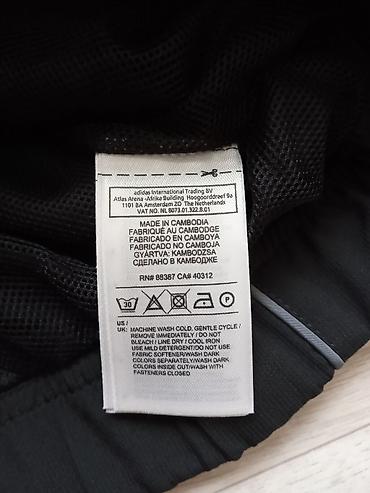 adidas International Trading BV
Atlas Arena -Afrika Building Hoogoorddreef 9a
1101 BA Amsterdam ZO The Netherlands
VAT NO. NL 8073.01.322.B.01
MADE IN CAMBODIA
FABRIQUÉ AU CAMBODGE
FABRICADO EN CAMBOYA
FABRICADO NO CAMBOJA
GYÁRTVA: KAMBODZSA
СДЕЛАНО В КАМБОДЖЕ
RN# 88387 CA# 40312
30 P
US /
UK: MACHINE WASH COLD, GENTLE CYCLE /
REMOVE IMMEDIATELY / DO NOT
BLEACH / LINE DRY / COOL IRON
USE MILD DETERGENT/DO NOT USE
FABRIC SOFTENER/WASH DARK
COLORS SEPARATELY/WASH DARK
COLORS INSIDE OUT/WASH WITH
FASTENERS CLOSED